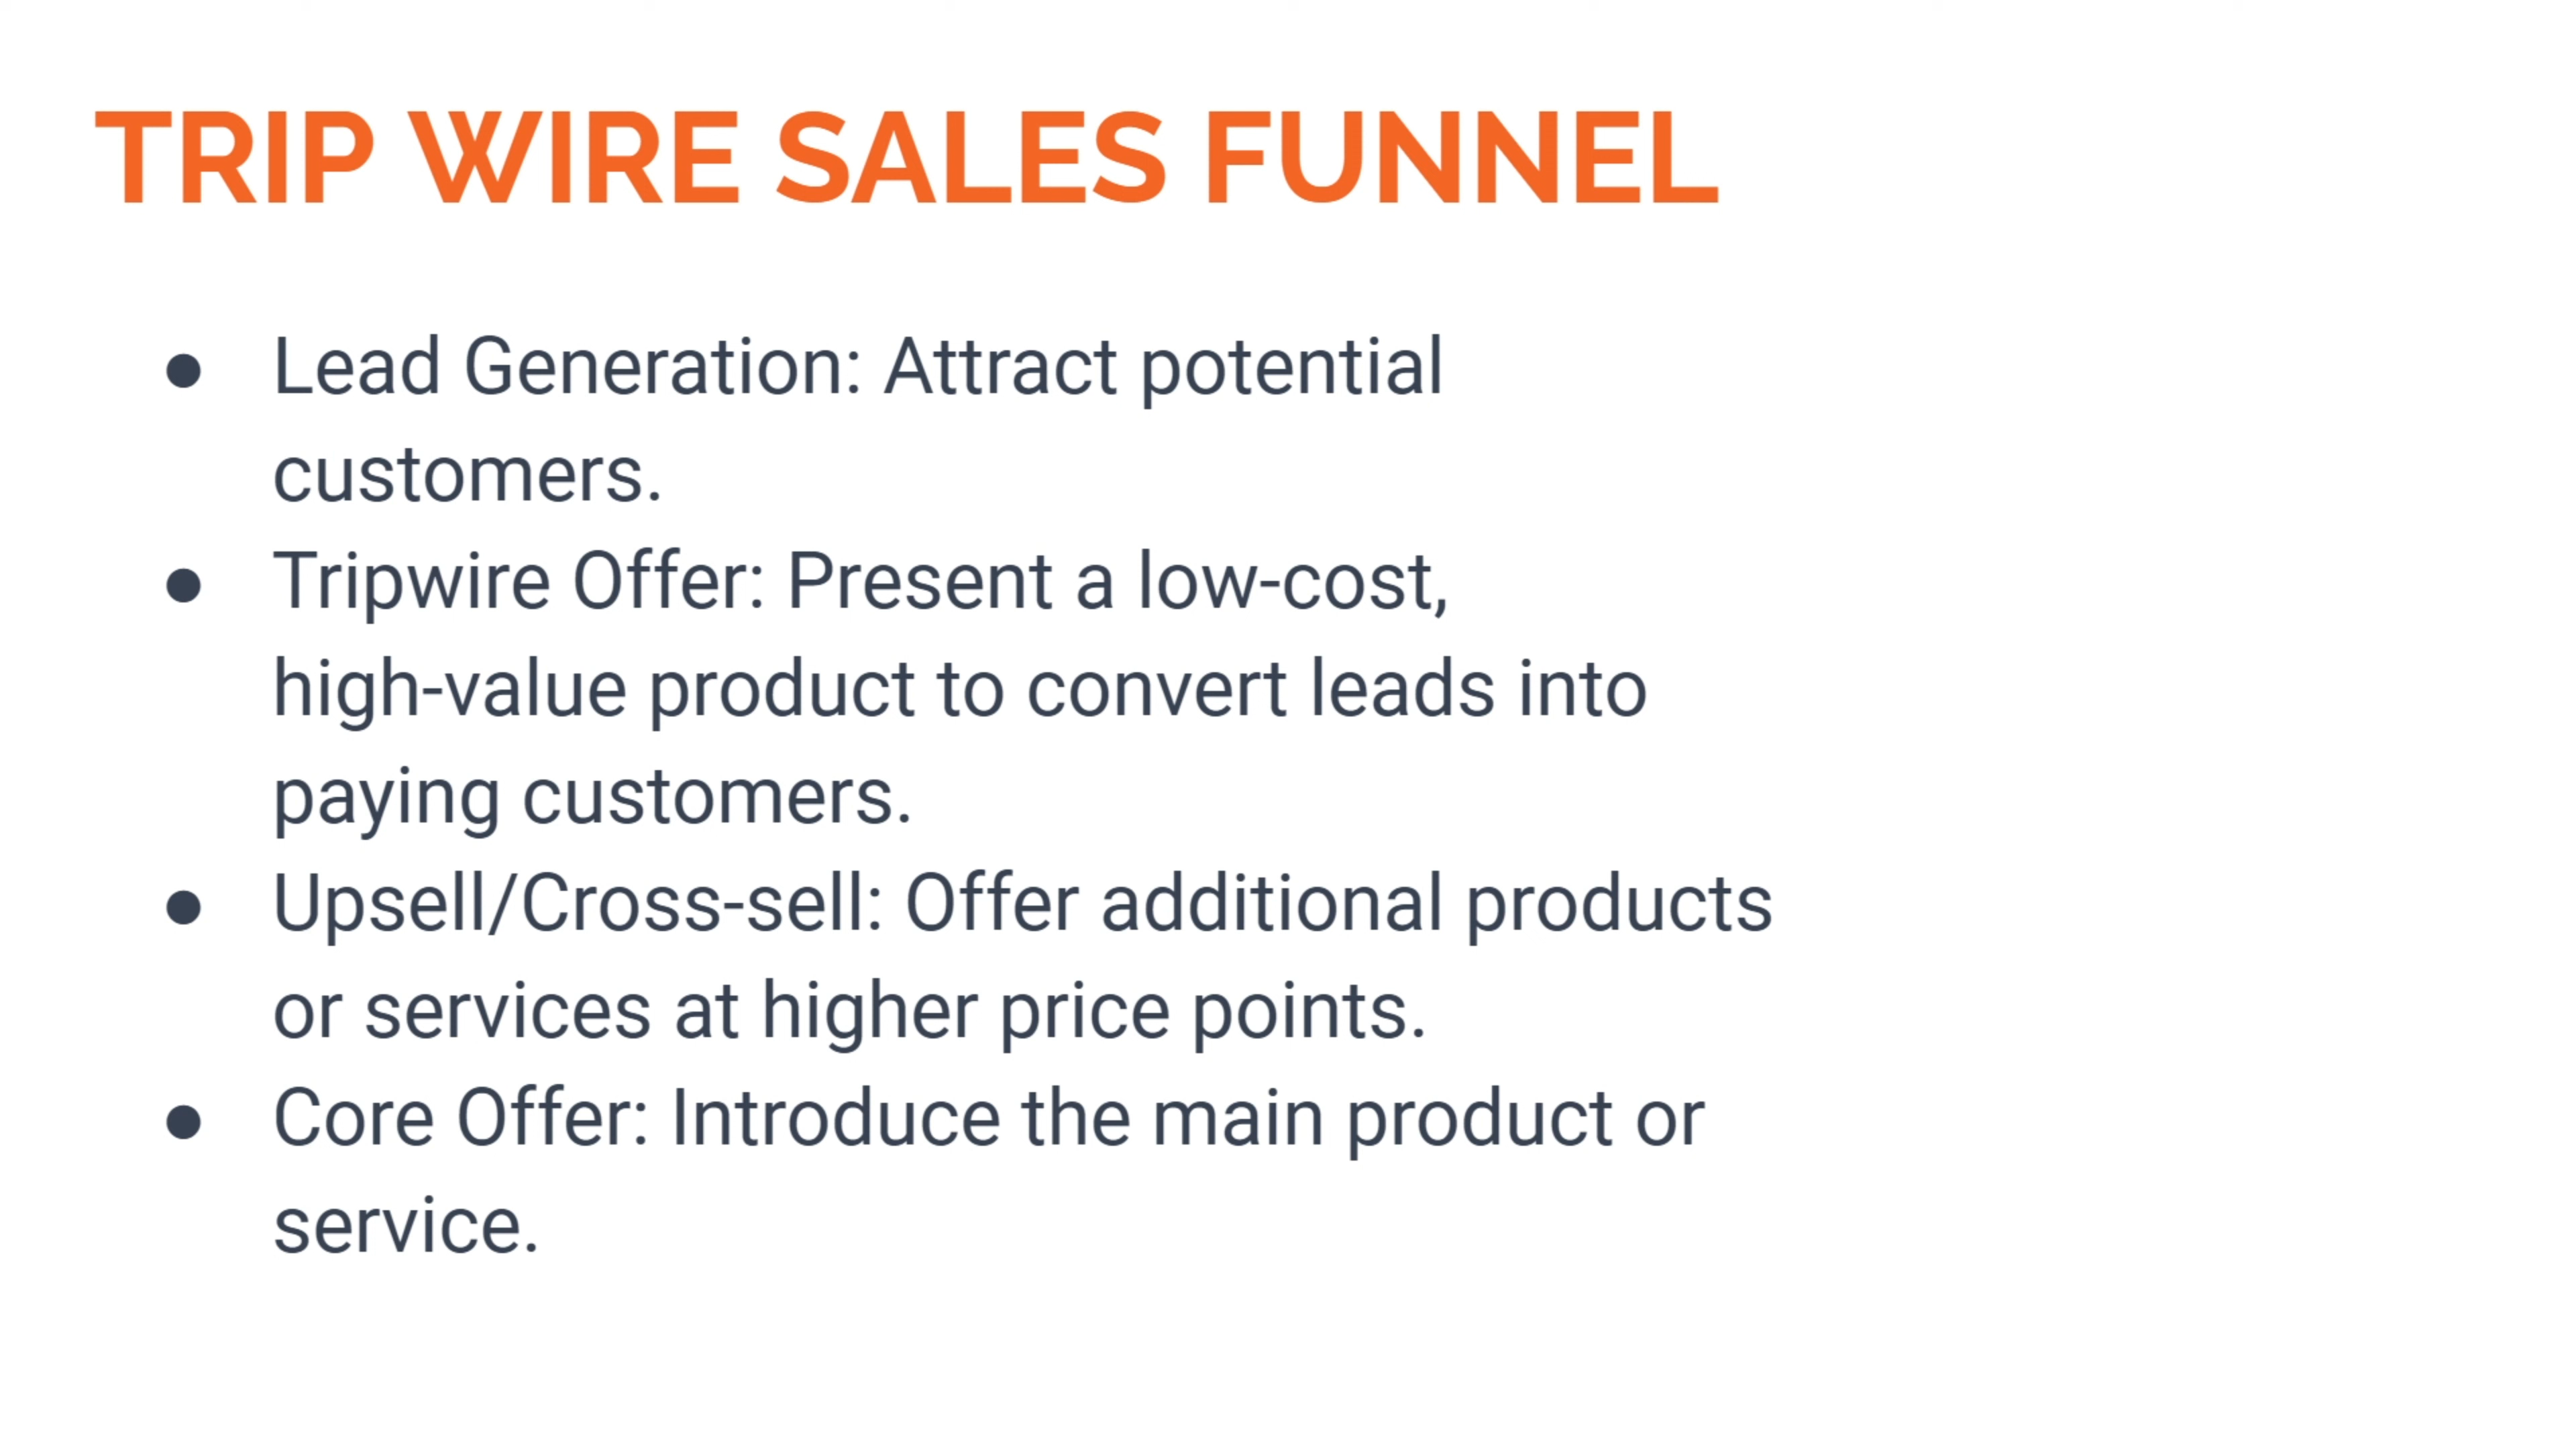 TRIP WIRE SALES FUNNEL
● Lead Generation: Attract potential
customers.
● Tripwire Offer: Present a low-cost,
high-value product to convert leads into
paying customers.
● Upsell/Cross-sell: Offer additional products
or services at higher price points.
● Core Offer: Introduce the main product or
service.